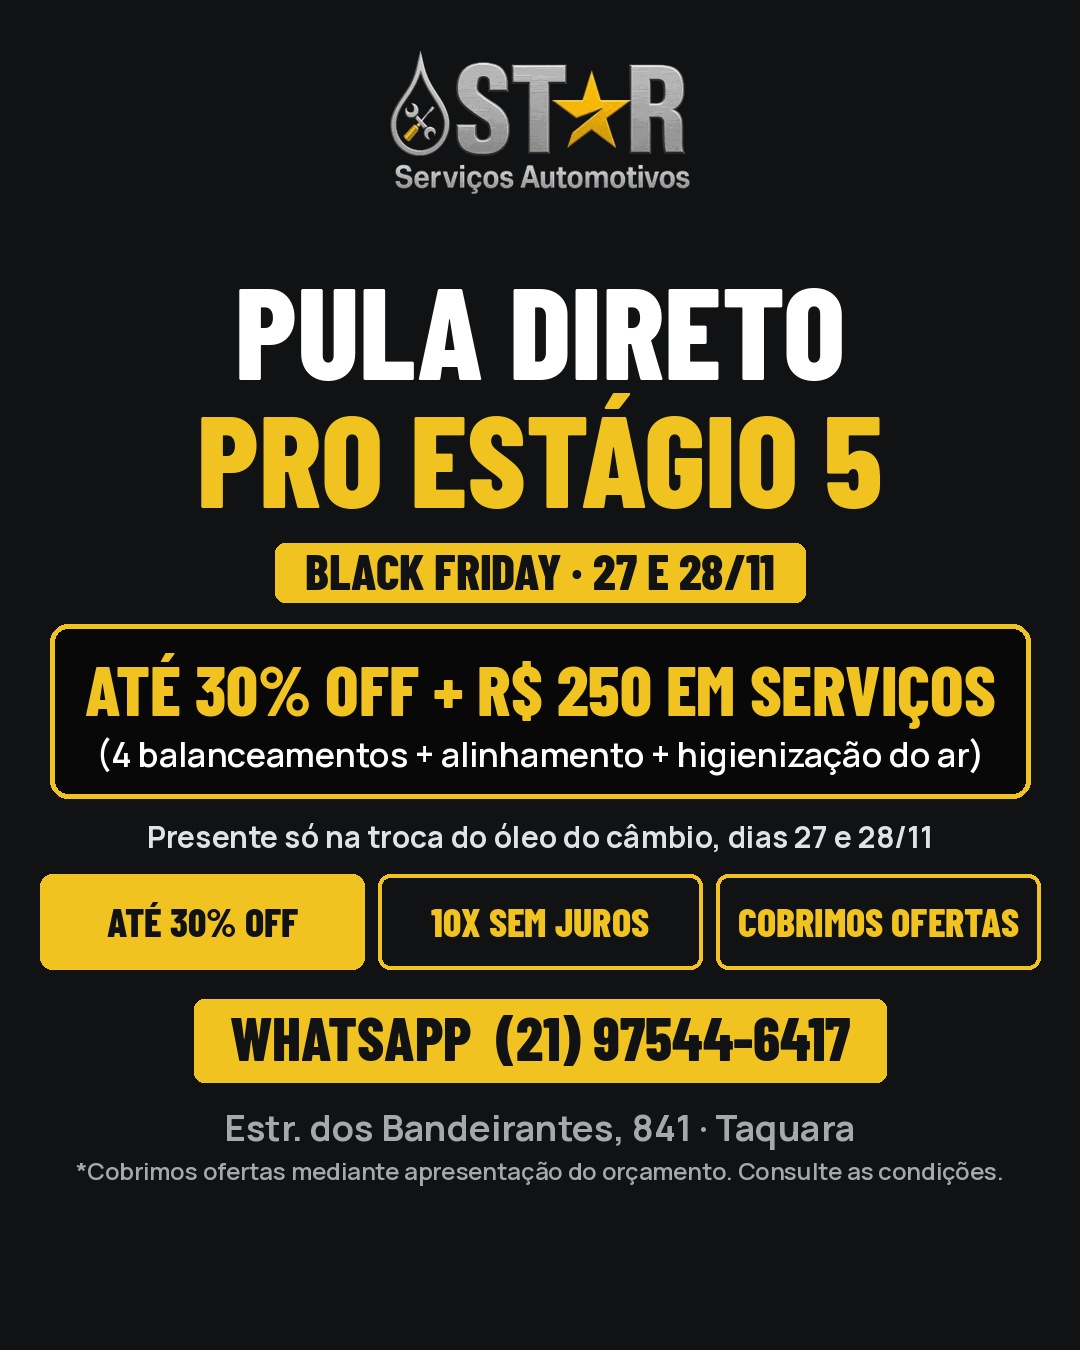 STAR
Serviços Automotivos
PULA DIRETO
PRO ESTÁGIO 5
BLACK FRIDAY · 27 E 28/11
ATÉ 30% OFF + R$ 250 EM SERVIÇOS
(4 balanceamentos + alinhamento + higienização do ar)
Presente só na troca do óleo do câmbio, dias 27 e 28/11
ATÉ 30% OFF
10X SEM JUROS
COBRIMOS OFERTAS
WHATSAPP (21) 97544-6417
Estr. dos Bandeirantes, 841 · Taquara
*Cobrimos ofertas mediante apresentação do orçamento. Consulte as condições.